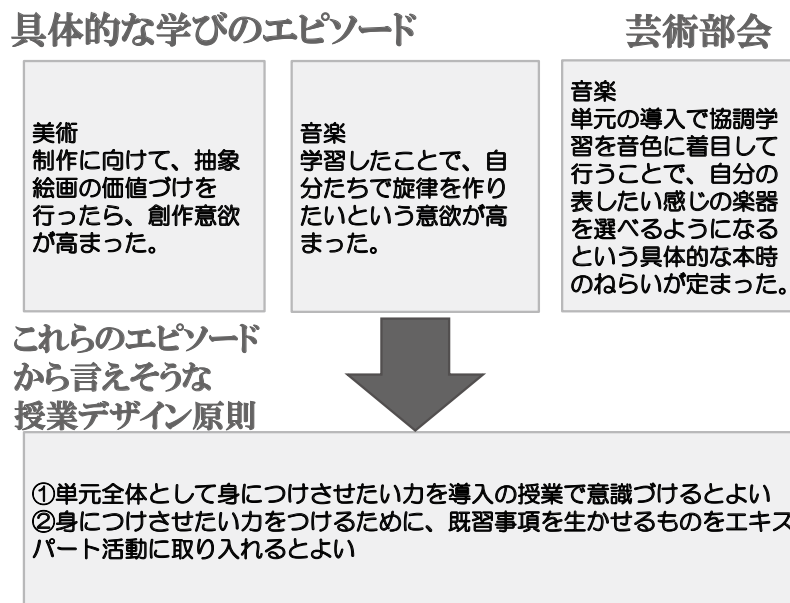 具体的な学びのエピソード
芸術部会
美術
制作に向けて、抽象
絵画の価値づけを
行ったら、創作意欲
が高まった。
音楽
学習したことで、自
分たちで旋律を作り
たいという意欲が高
まった。
音楽
単元の導入で協調学
習を音色に着目して
行うことで、自分の
表したい感じの楽器
を選べるようになる
という具体的な本時
のねらいが定まった。
これらのエピソード
から言えそうな
授業デザイン原則
①単元全体として身につけさせたい力を導入の授業で意識づけるとよい
②身につけさせたい力をつけるために、既習事項を生かせるものをエキス
パート活動に取り入れるとよい